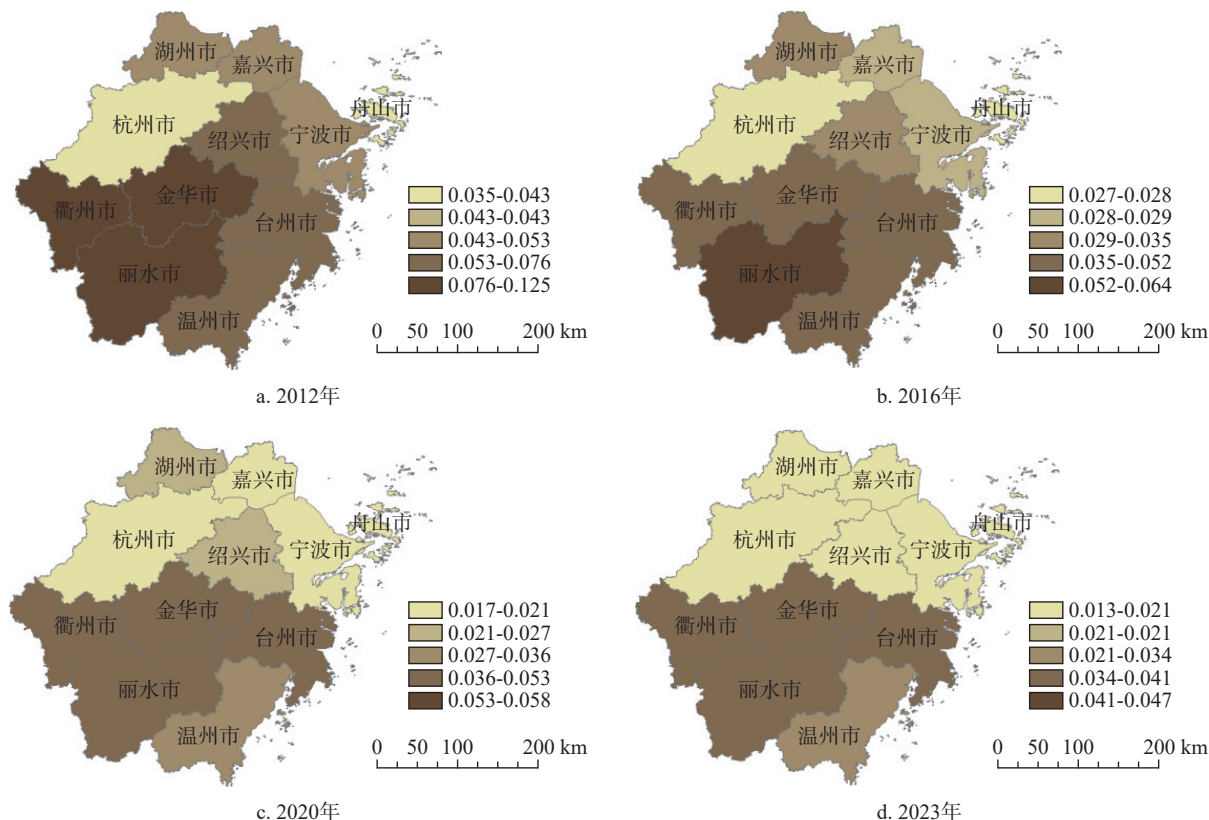 湖州市
嘉兴市
舟山市
杭州市
绍兴市
宁波市
金华市
衢州市
台州市
丽水市
温州市
0.035-0.043
0.043-0.043
0.043-0.053
0.053-0.076
0.076-0.125
0 50 100 200 km
a. 2012年
湖州市
嘉兴市
舟山市
杭州市
绍兴市
宁波市
金华市
衢州市
台州市
丽水市
温州市
0.027-0.028
0.028-0.029
0.029-0.035
0.035-0.052
0.052-0.064
0 50 100 200 km
b. 2016年
湖州市
嘉兴市
舟山市
杭州市
绍兴市
宁波市
金华市
衢州市
台州市
丽水市
温州市
0.017-0.021
0.021-0.027
0.027-0.036
0.036-0.053
0.053-0.058
0 50 100 200 km
c. 2020年
湖州市
嘉兴市
舟山市
杭州市
绍兴市
宁波市
金华市
衢州市
台州市
丽水市
温州市
0.013-0.021
0.021-0.021
0.021-0.034
0.034-0.041
0.041-0.047
0 50 100 200 km
d. 2023年